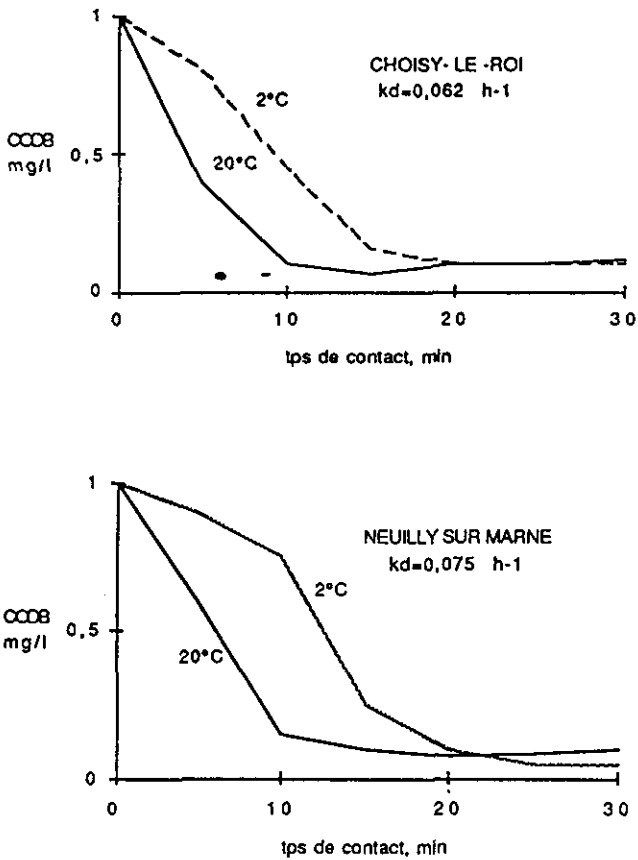 1
CHOISY- LE -ROI
kd=0,062 h-1
2°C
CCOB
mg/l
0,5
20°C
0
0
10
20
30
tps de contact, min
1
NEUILLY SUR MARNE
kd=0,075 h-1
2°C
CCOB
mg/l
0,5
20°C
0
0
10
20
30
tps de contact, min